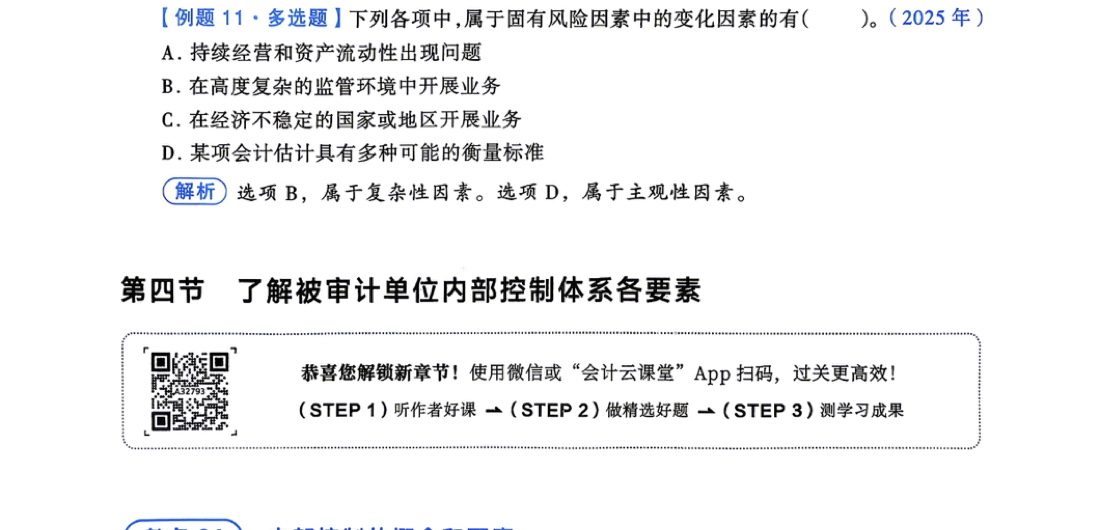 【例题 11·多选题】下列各项中,属于固有风险因素中的变化因素的有(　　)。(2025 年)
A. 持续经营和资产流动性出现问题
B. 在高度复杂的监管环境中开展业务
C. 在经济不稳定的国家或地区开展业务
D. 某项会计估计具有多种可能的衡量标准
解析 选项 B，属于复杂性因素。选项 D，属于主观性因素。
第四节　了解被审计单位内部控制体系各要素
A32793
恭喜您解锁新章节！使用微信或“会计云课堂”App 扫码，过关更高效！
(STEP 1)听作者好课 ⇀(STEP 2)做精选好题 ⇀(STEP 3)测学习成果